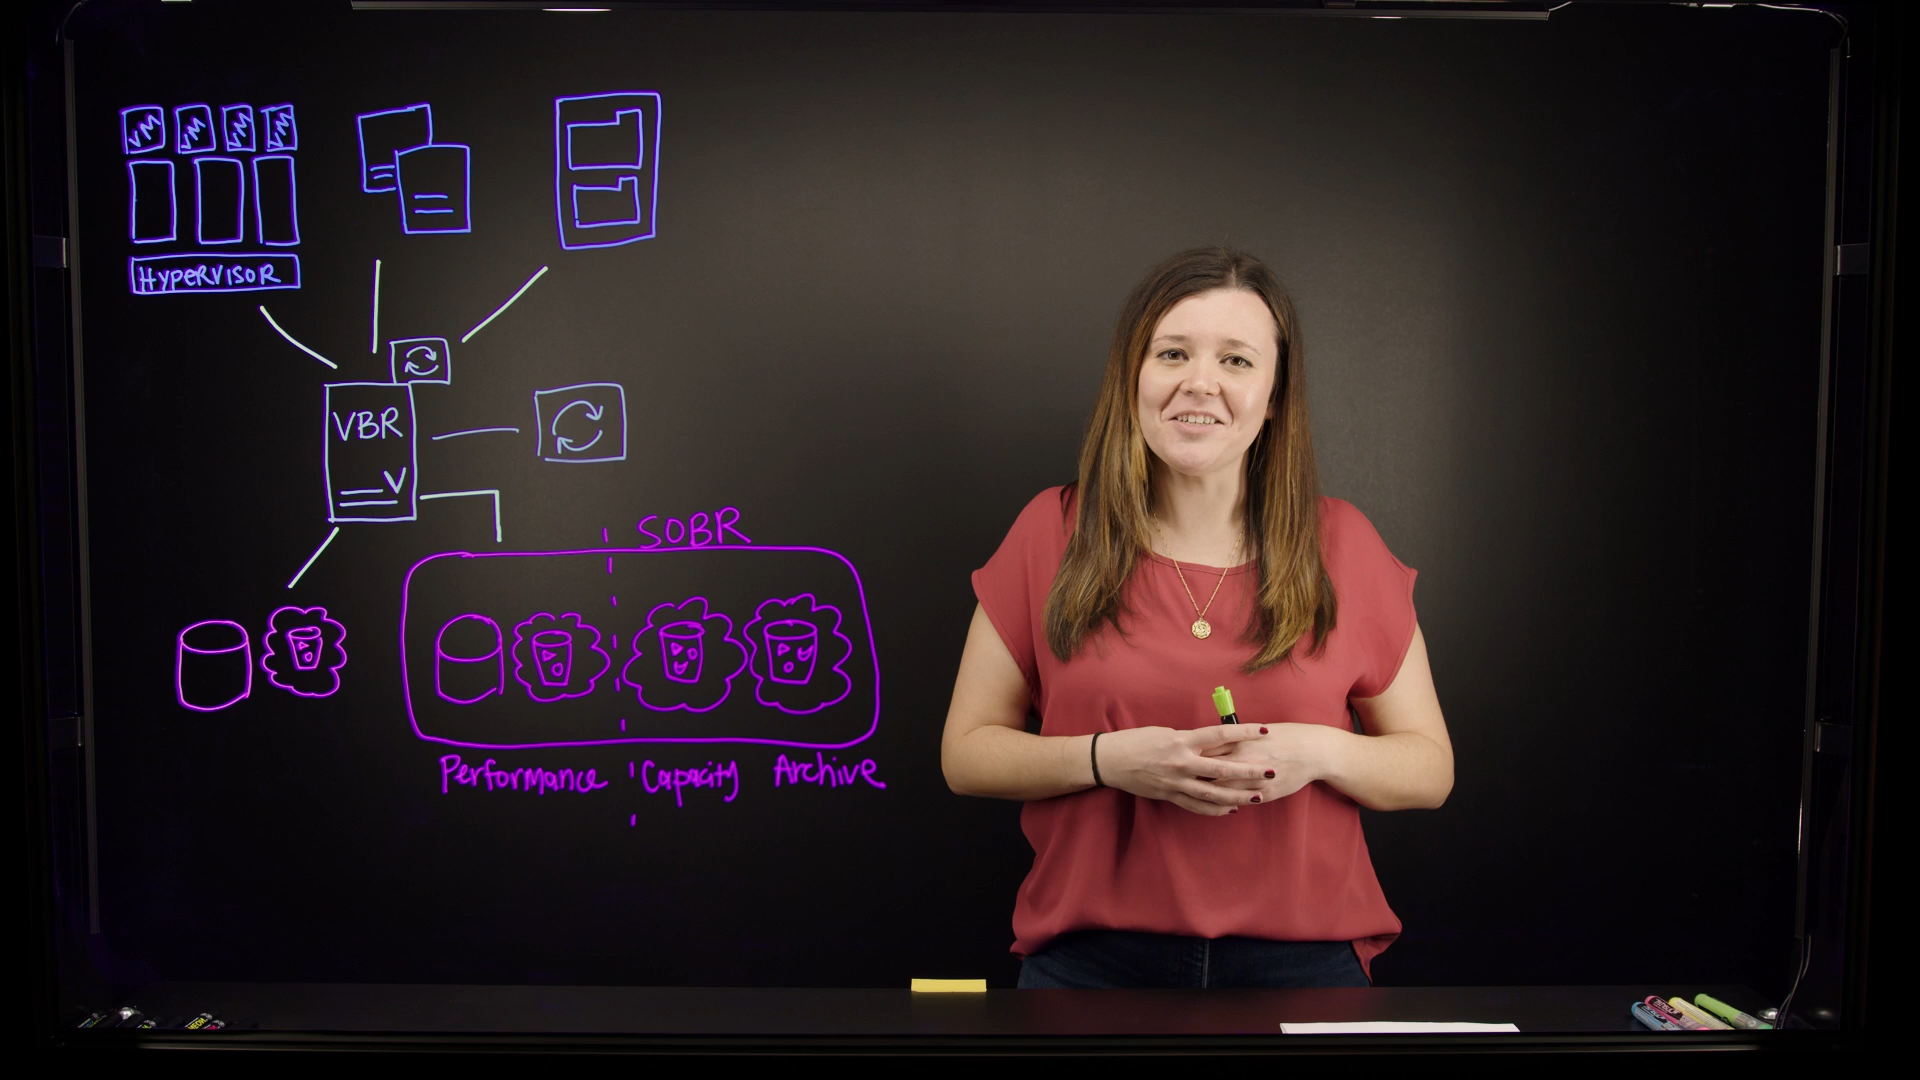 VM VM VM VM
HYPERVISOR
VBR
V
SOBR
Performance Capacity Archive